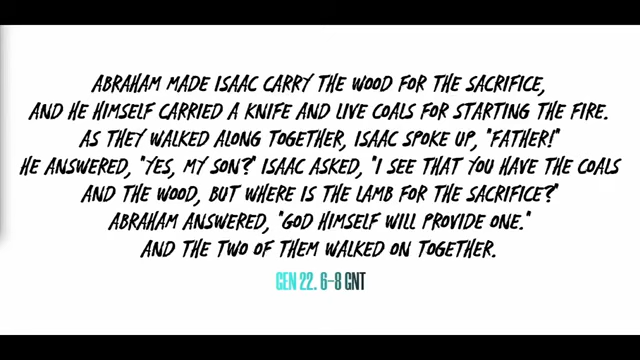 ABRAHAM MADE ISAAC CARRY THE WOOD FOR THE SACRIFICE,
AND HE HIMSELF CARRIED A KNIFE AND LIVE COALS FOR STARTING THE FIRE.
AS THEY WALKED ALONG TOGETHER, ISAAC SPOKE UP, "FATHER!"
HE ANSWERED, "YES, MY SON?" ISAAC ASKED, "I SEE THAT YOU HAVE THE COALS
AND THE WOOD, BUT WHERE IS THE LAMB FOR THE SACRIFICE?"
ABRAHAM ANSWERED, "GOD HIMSELF WILL PROVIDE ONE."
AND THE TWO OF THEM WALKED ON TOGETHER.
GEN 22. 6-8 GNT